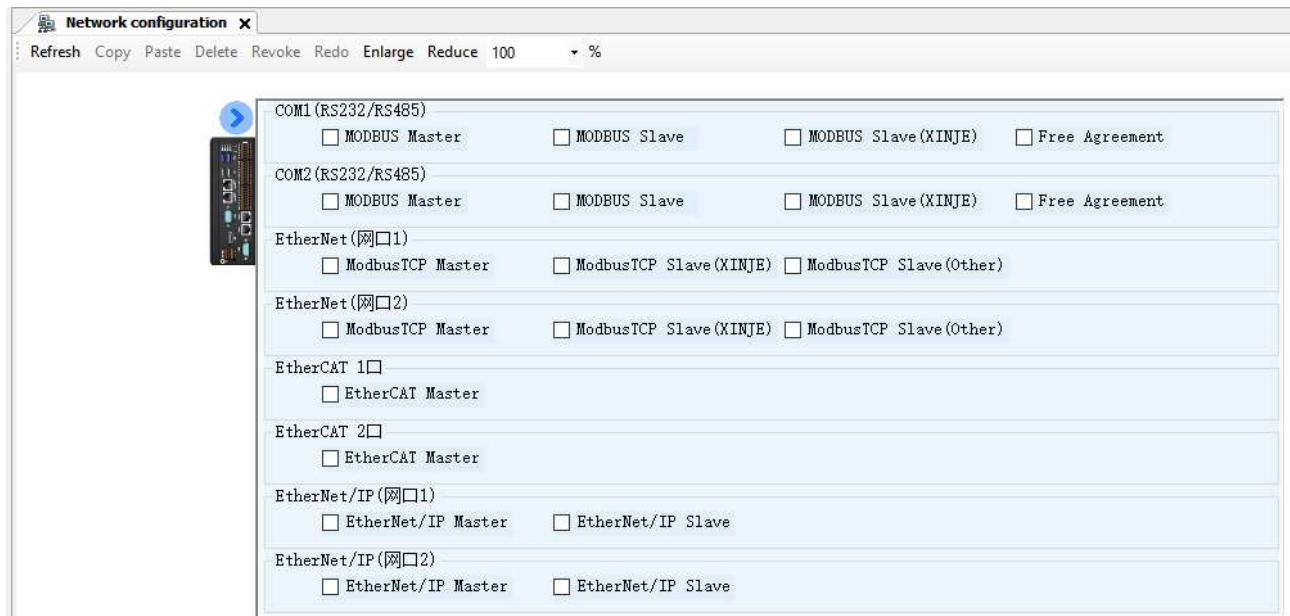 Network configuration
Refresh Copy Paste Delete Revoke Redo Enlarge Reduce 100 %
COM1(RS232/RS485)
MODBUS Master MODBUS Slave MODBUS Slave(XINJE) Free Agreement
COM2(RS232/RS485)
MODBUS Master MODBUS Slave MODBUS Slave(XINJE) Free Agreement
EtherNet(网口1)
ModbusTCP Master ModbusTCP Slave(XINJE) ModbusTCP Slave(Other)
EtherNet(网口2)
ModbusTCP Master ModbusTCP Slave(XINJE) ModbusTCP Slave(Other)
EtherCAT 1口
EtherCAT Master
EtherCAT 2口
EtherCAT Master
EtherNet/IP(网口1)
EtherNet/IP Master EtherNet/IP Slave
EtherNet/IP(网口2)
EtherNet/IP Master EtherNet/IP Slave